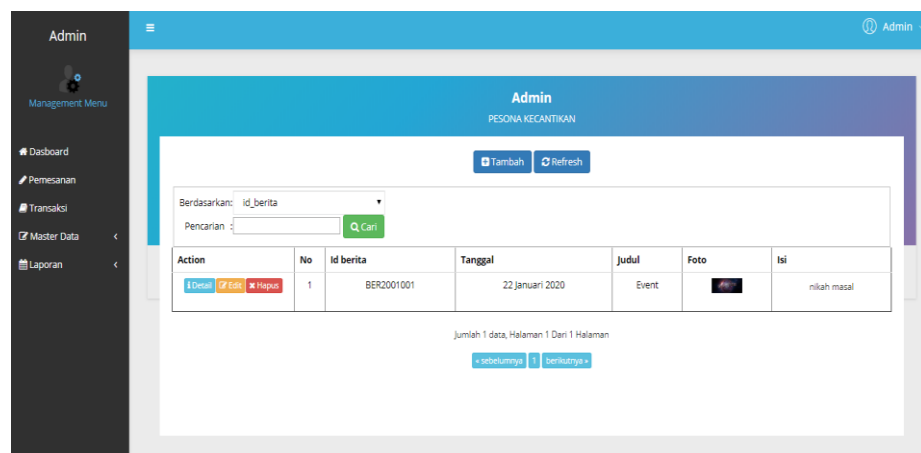 Admin
Management Menu
Dasboard
Pemesanan
Transaksi
Master Data
Laporan
Admin
Admin
PESONA KECANTIKAN
Tambah Refresh
Berdasarkan: id_berita
Pencarian : Cari
Action No Id berita Tanggal Judul Foto Isi
Detail Edit Hapus 1 BER2001001 22 Januari 2020 Event nikah masal
Jumlah 1 data, Halaman 1 Dari 1 Halaman
« sebelumnya 1 berikutnya »